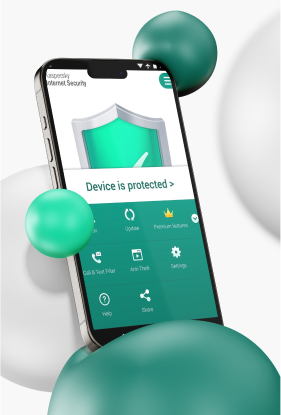 Kaspersky
Internet Security
Device is protected >
Update
Premium features
Call & Text Filter
Anti-Theft
Settings
Help
Share